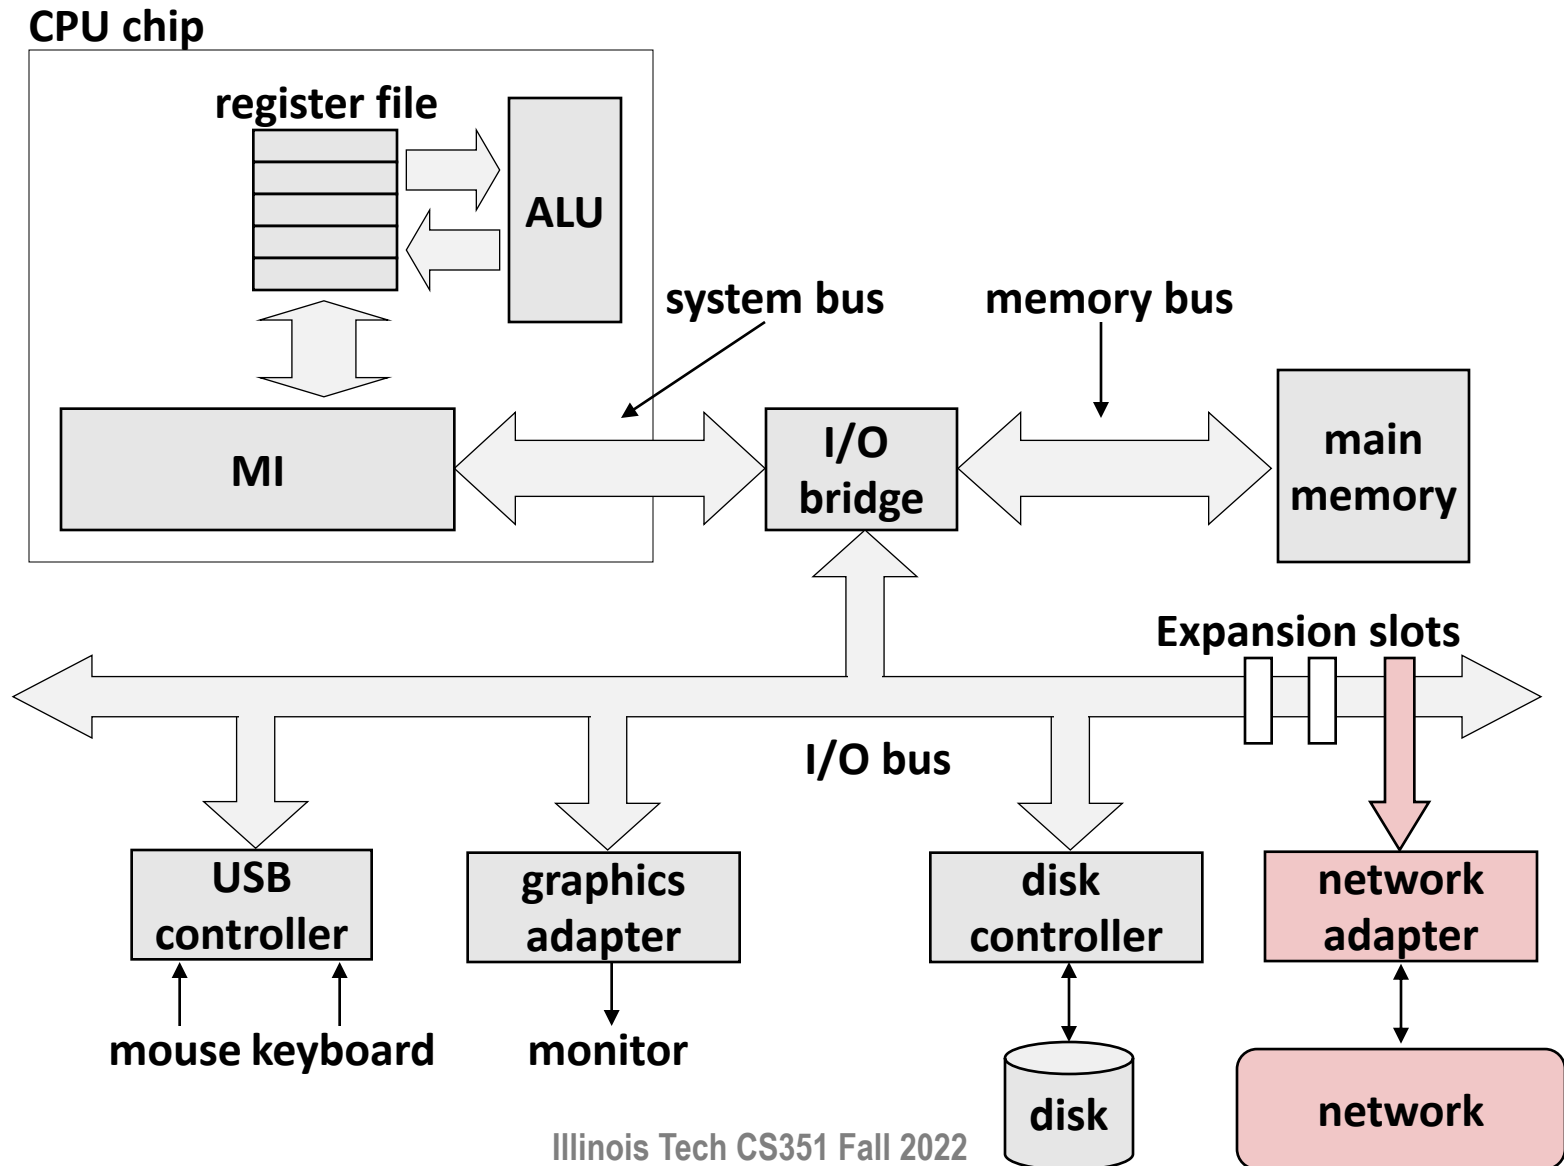 CPU chip
register file
ALU
system bus
memory bus
MI
I/O
bridge
main
memory
Expansion slots
I/O bus
USB
controller
graphics
adapter
disk
controller
network
adapter
mouse keyboard
monitor
disk
network
Illinois Tech CS351 Fall 2022